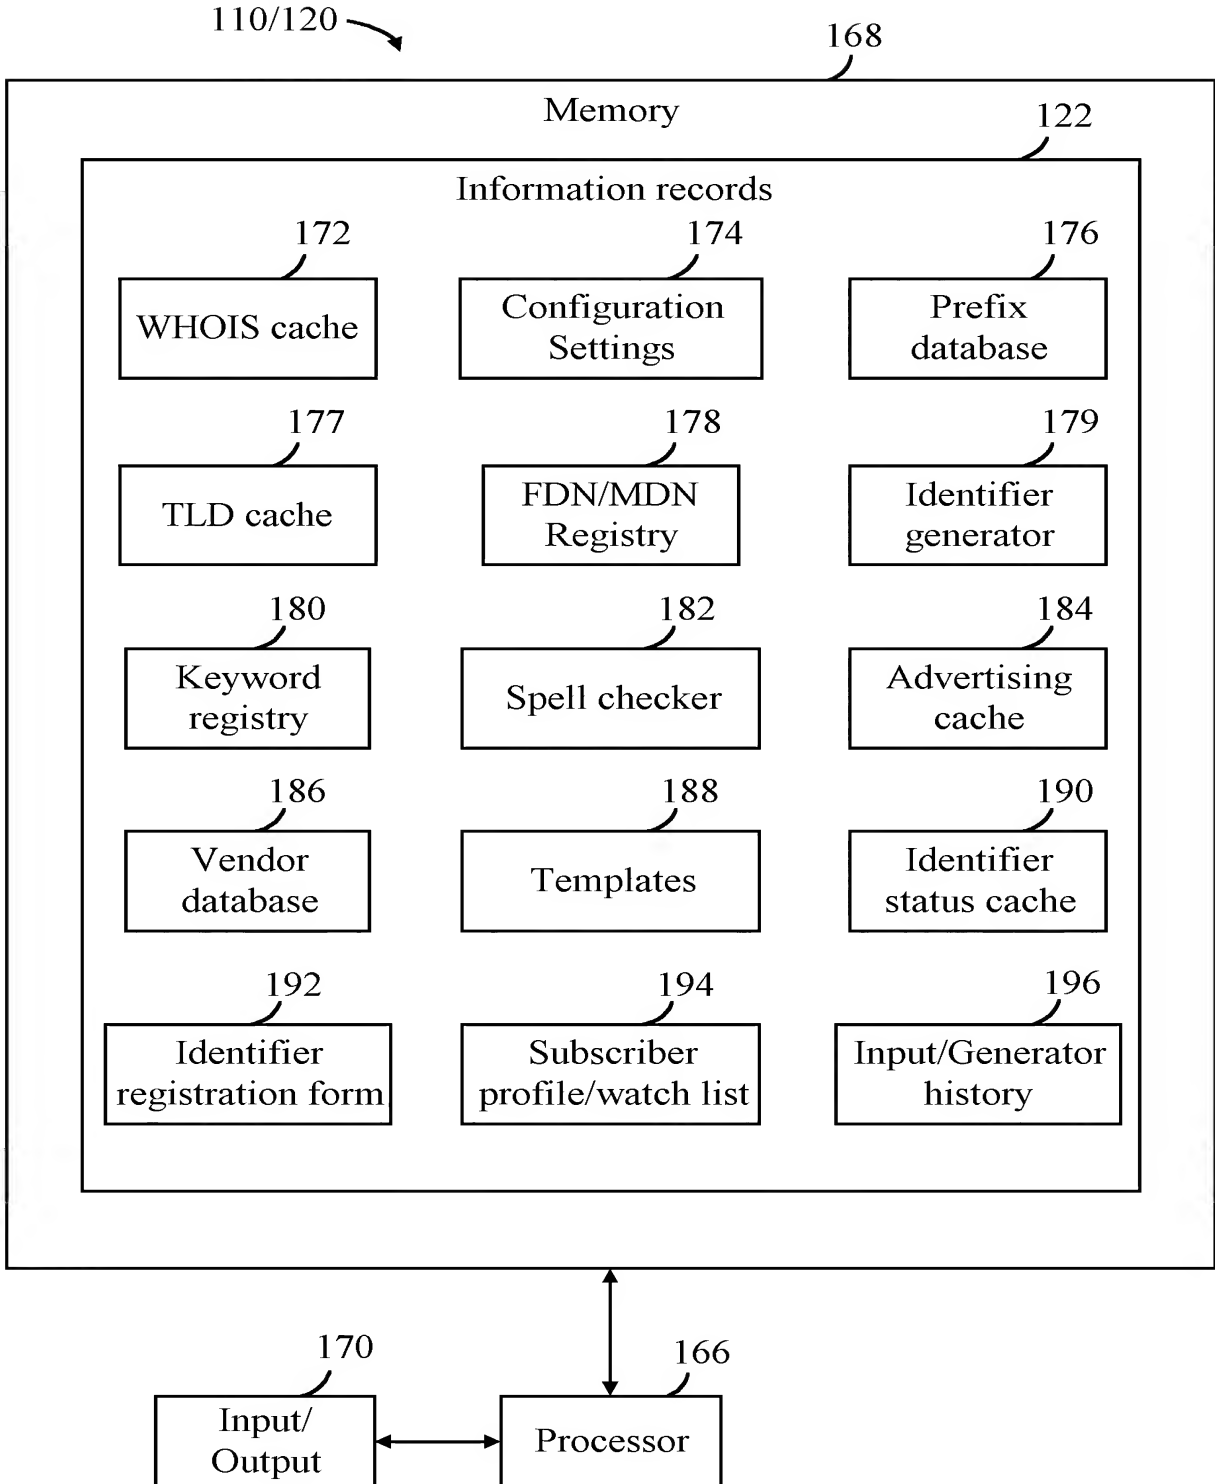 110/120
168
Memory
122
Information records
172
174
176
WHOIS cache
Configuration
Settings
Prefix
database
177
178
179
TLD cache
FDN/MDN
Registry
Identifier
generator
180
182
184
Keyword
registry
Spell checker
Advertising
cache
186
188
190
Vendor
database
Templates
Identifier
status cache
192
194
196
Identifier
registration form
Subscriber
profile/watch list
Input/Generator
history
170
166
Input/
Output
Processor